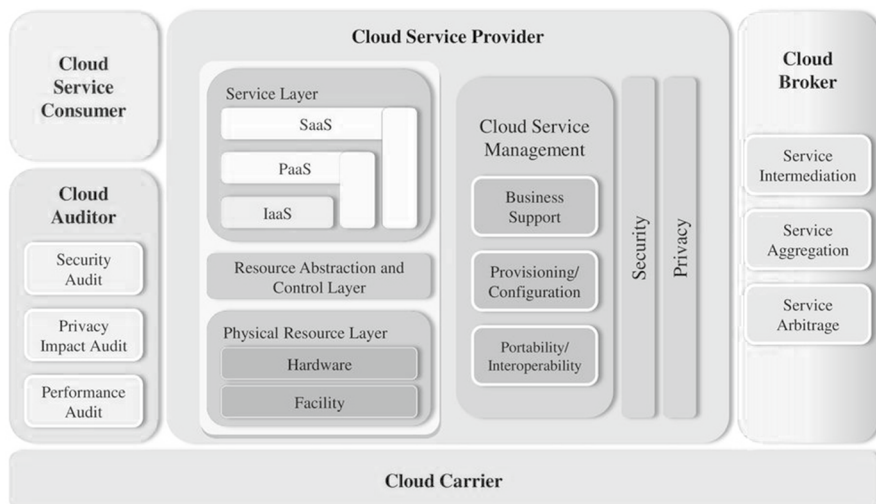 Cloud
Service
Consumer
Cloud
Auditor
Security
Audit
Privacy
Impact Audit
Performance
Audit
Cloud Service Provider
Service Layer
SaaS
PaaS
IaaS
Resource Abstraction and
Control Layer
Physical Resource Layer
Hardware
Facility
Cloud Service
Management
Business
Support
Provisioning/
Configuration
Portability/
Interoperability
Security
Privacy
Cloud
Broker
Service
Intermediation
Service
Aggregation
Service
Arbitrage
Cloud Carrier